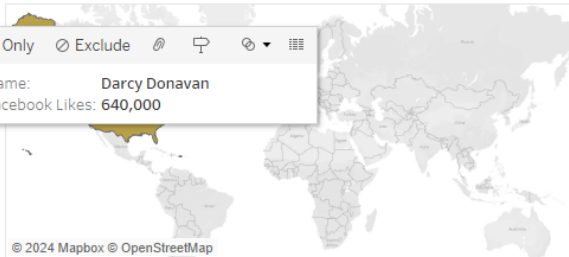 Only Exclude
ame: Darcy Donavan
acebook Likes: 640,000
© 2024 Mapbox © OpenStreetMap